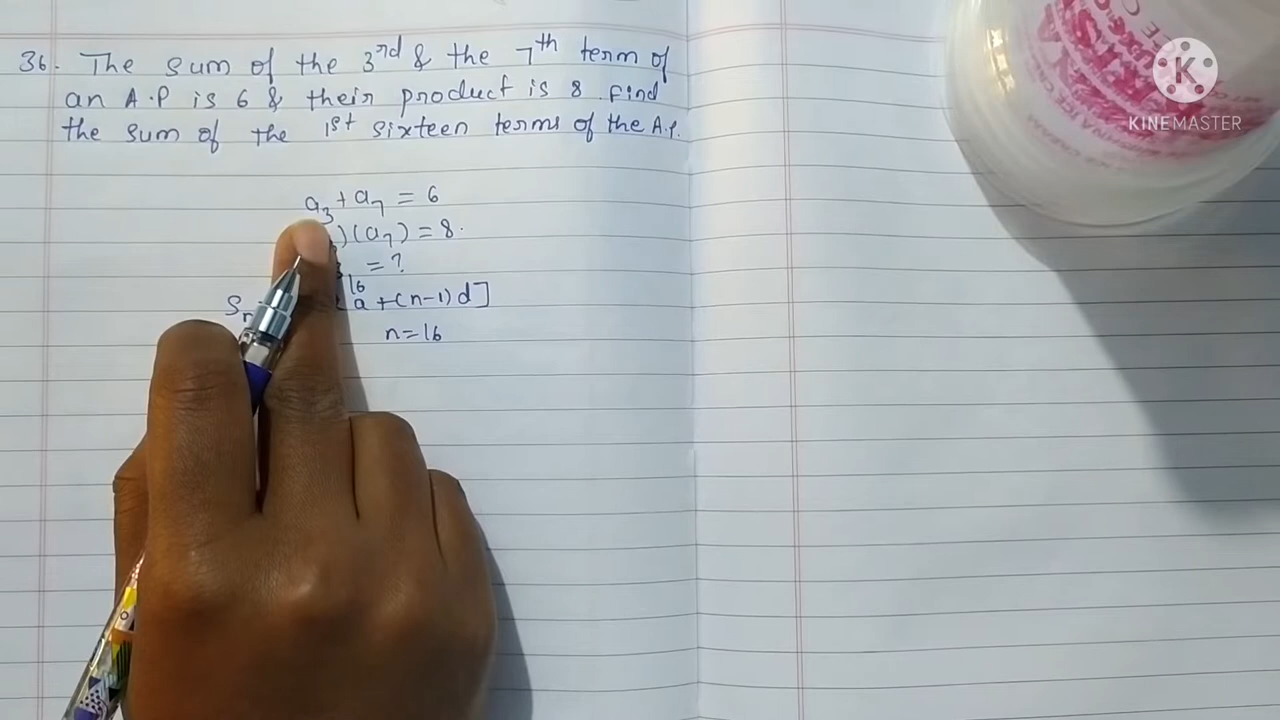 36. The sum of the 3rd & the 7th term of
an A.P is 6 & their product is 8 find
the sum of the 1st sixteen terms of the A.P.
a3 + a7 = 6
)(a7) = 8.
= ?
16
Sn a +(n-1)d]
n=16
K
KINEMASTER